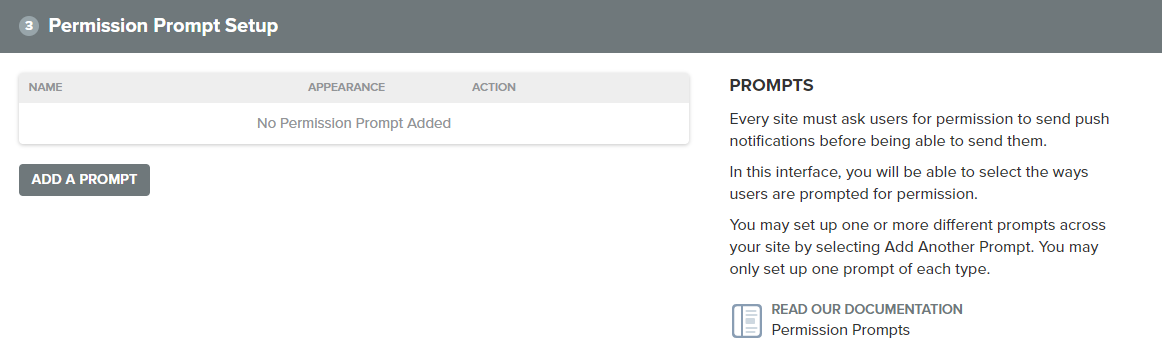 3 Permission Prompt Setup
NAME APPEARANCE ACTION
No Permission Prompt Added
ADD A PROMPT
PROMPTS
Every site must ask users for permission to send push
notifications before being able to send them.
In this interface, you will be able to select the ways
users are prompted for permission.
You may set up one or more different prompts across
your site by selecting Add Another Prompt. You may
only set up one prompt of each type.
READ OUR DOCUMENTATION
Permission Prompts